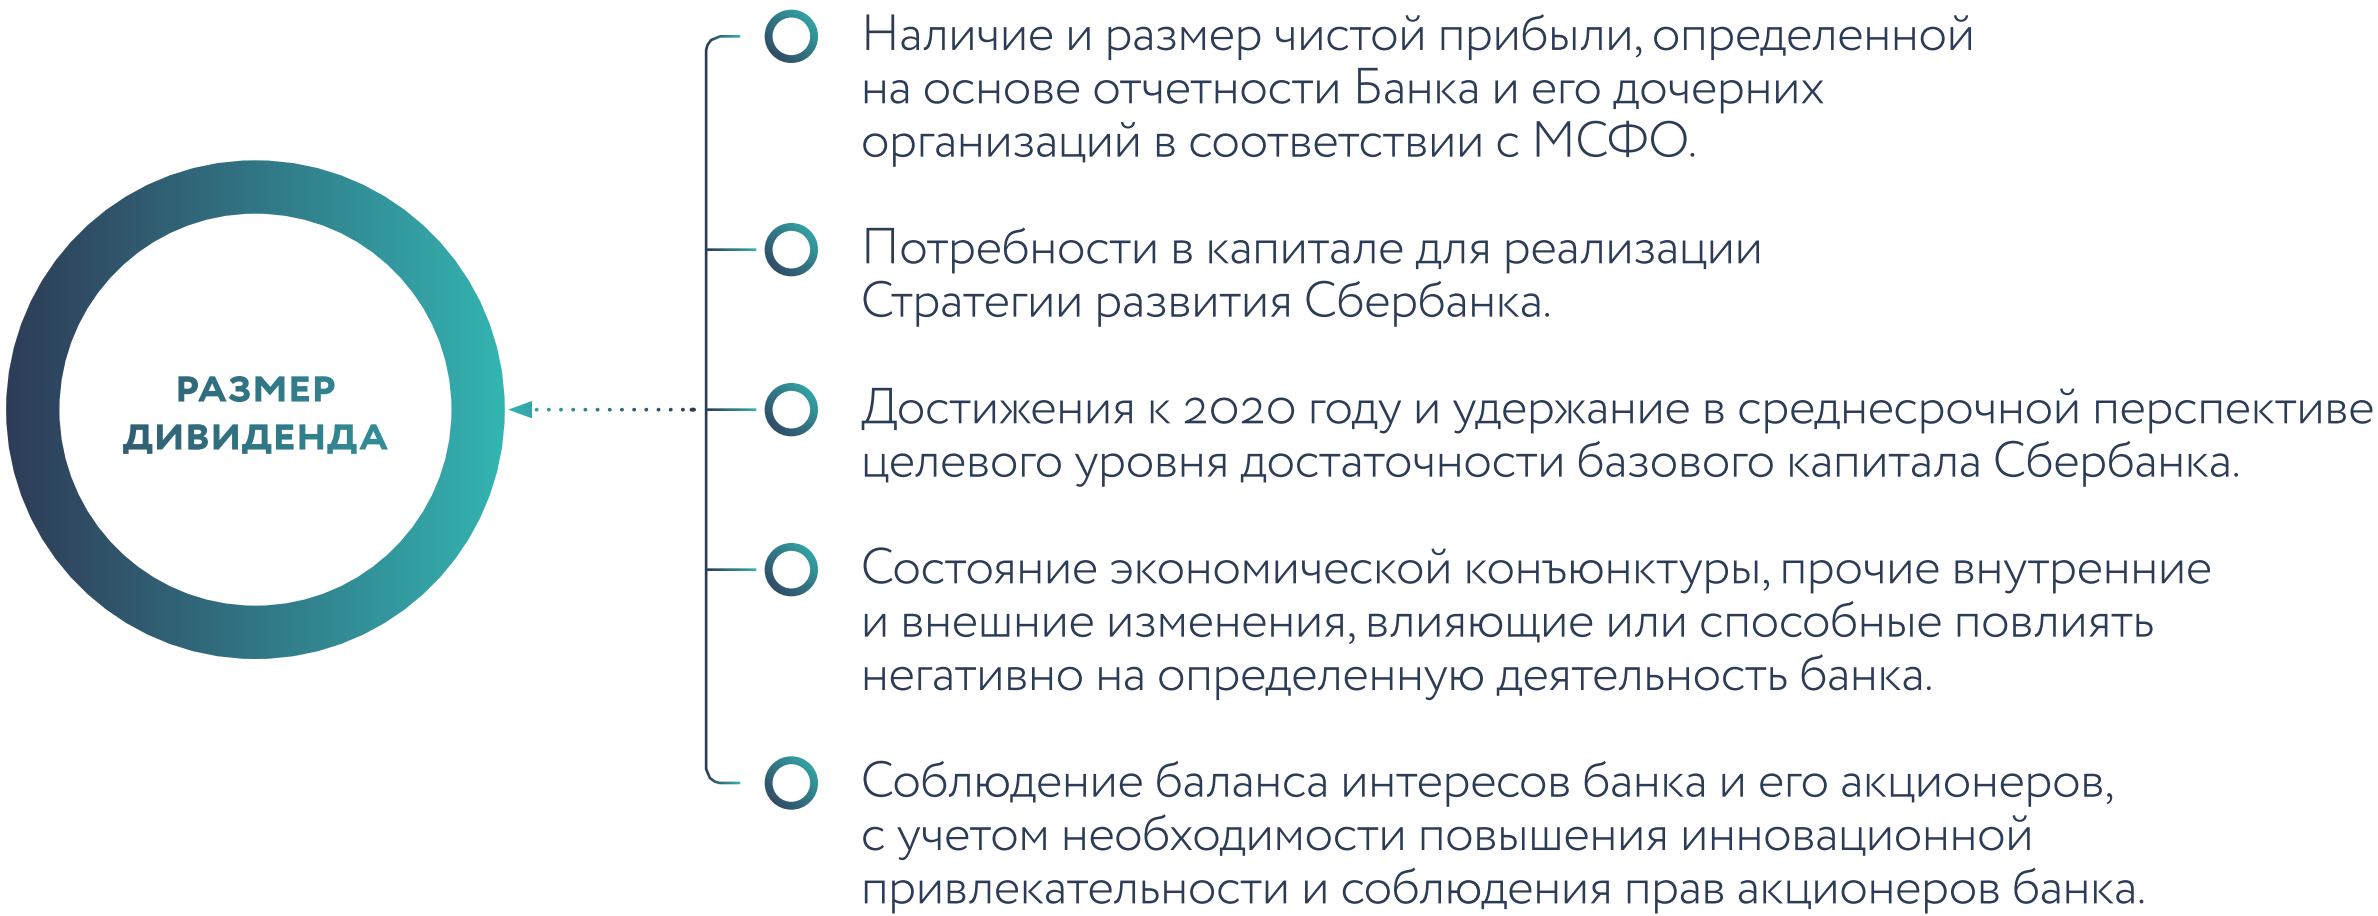 РАЗМЕР
ДИВИДЕНДА
Наличие и размер чистой прибыли, определенной
на основе отчетности Банка и его дочерних
организаций в соответствии с МСФО.
Потребности в капитале для реализации
Стратегии развития Сбербанка.
Достижения к 2020 году и удержание в среднесрочной перспективе
целевого уровня достаточности базового капитала Сбербанка.
Состояние экономической конъюнктуры, прочие внутренние
и внешние изменения, влияющие или способные повлиять
негативно на определенную деятельность банка.
Соблюдение баланса интересов банка и его акционеров,
с учетом необходимости повышения инновационной
привлекательности и соблюдения прав акционеров банка.